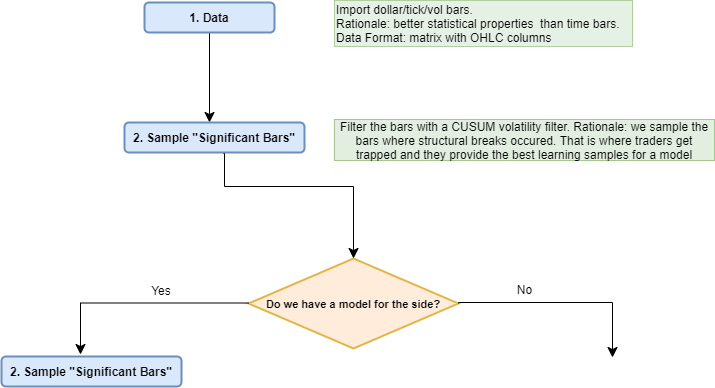 1. Data
Import dollar/tick/vol bars.
Rationale: better statistical properties than time bars.
Data Format: matrix with OHLC columns
2. Sample "Significant Bars"
Filter the bars with a CUSUM volatility filter. Rationale: we sample the
bars where structural breaks occured. That is where traders get
trapped and they provide the best learning samples for a model
Do we have a model for the side?
Yes
No
2. Sample "Significant Bars"